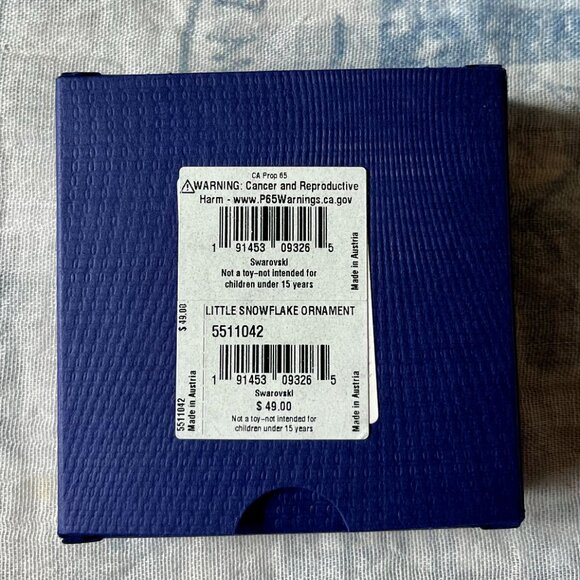 CA Prop 65
⚠WARNING: Cancer and Reproductive
Harm - www.P65Warnings.ca.gov
1 91453 09326 5
Swarovski
Not a toy-not intended for
children under 15 years
Made in Austria
$ 49.00
LITTLE SNOWFLAKE ORNAMENT
5511042
1 91453 09326 5
Swarovski
$ 49.00
Not a toy-not intended for
children under 15 years
5511042
Made in Austria
Made in Austria